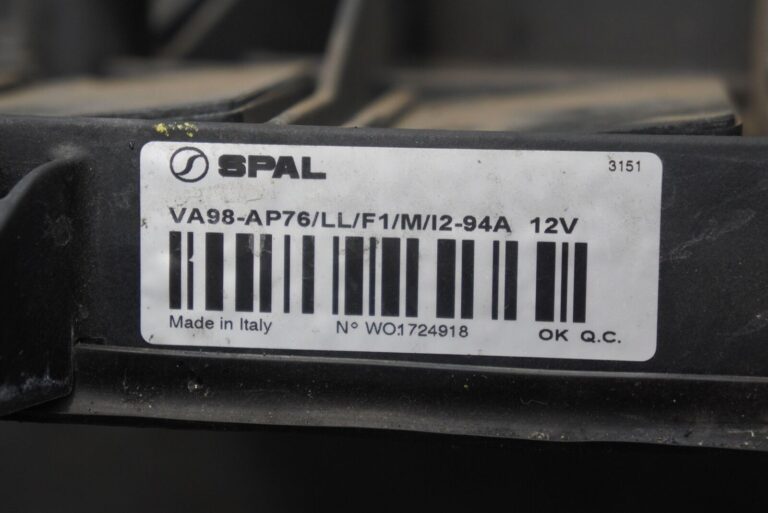 SPAL 3151
VA98-AP76/LL/F1/M/I2-94A 12V
Made in Italy N° WO1724918 OK Q.C.